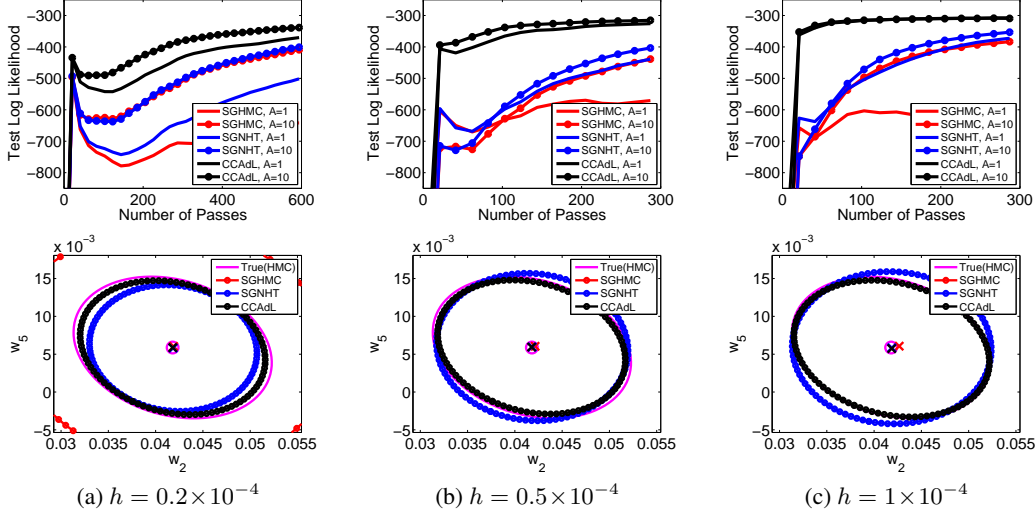 −300
−400
−500
−600
−700
−800
Test Log Likelihood
0
200
400
600
Number of Passes
SGHMC, A=1
SGHMC, A=10
SGNHT, A=1
SGNHT, A=10
CCAdL, A=1
CCAdL, A=10
−300
−400
−500
−600
−700
−800
Test Log Likelihood
0
100
200
300
Number of Passes
SGHMC, A=1
SGHMC, A=10
SGNHT, A=1
SGNHT, A=10
CCAdL, A=1
CCAdL, A=10
−300
−400
−500
−600
−700
−800
Test Log Likelihood
0
100
200
300
Number of Passes
SGHMC, A=1
SGHMC, A=10
SGNHT, A=1
SGNHT, A=10
CCAdL, A=1
CCAdL, A=10
x 10⁻³
15
10
5
0
−5
w₅
0.03
0.035
0.04
0.045
0.05
0.055
w₂
True(HMC)
SGHMC
SGNHT
CCAdL
x 10⁻³
15
10
5
0
−5
w₅
0.03
0.035
0.04
0.045
0.05
0.055
w₂
True(HMC)
SGHMC
SGNHT
CCAdL
x 10⁻³
15
10
5
0
−5
w₅
0.03
0.035
0.04
0.045
0.05
0.055
w₂
True(HMC)
SGHMC
SGNHT
CCAdL
(a) h = 0.2×10⁻⁴
(b) h = 0.5×10⁻⁴
(c) h = 1×10⁻⁴